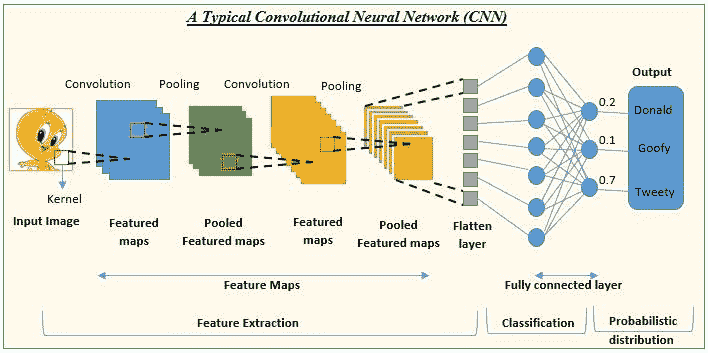 A Typical Convolutional Neural Network (CNN)
Convolution
Pooling
Convolution
Pooling
Output
0.2
Donald
0.1
Goofy
0.7
Tweety
Kernel
Input Image
Featured
maps
Pooled
Featured maps
Featured
maps
Pooled
Featured maps
Flatten
layer
Feature Maps
Fully connected layer
Feature Extraction
Classification
Probabilistic
distribution